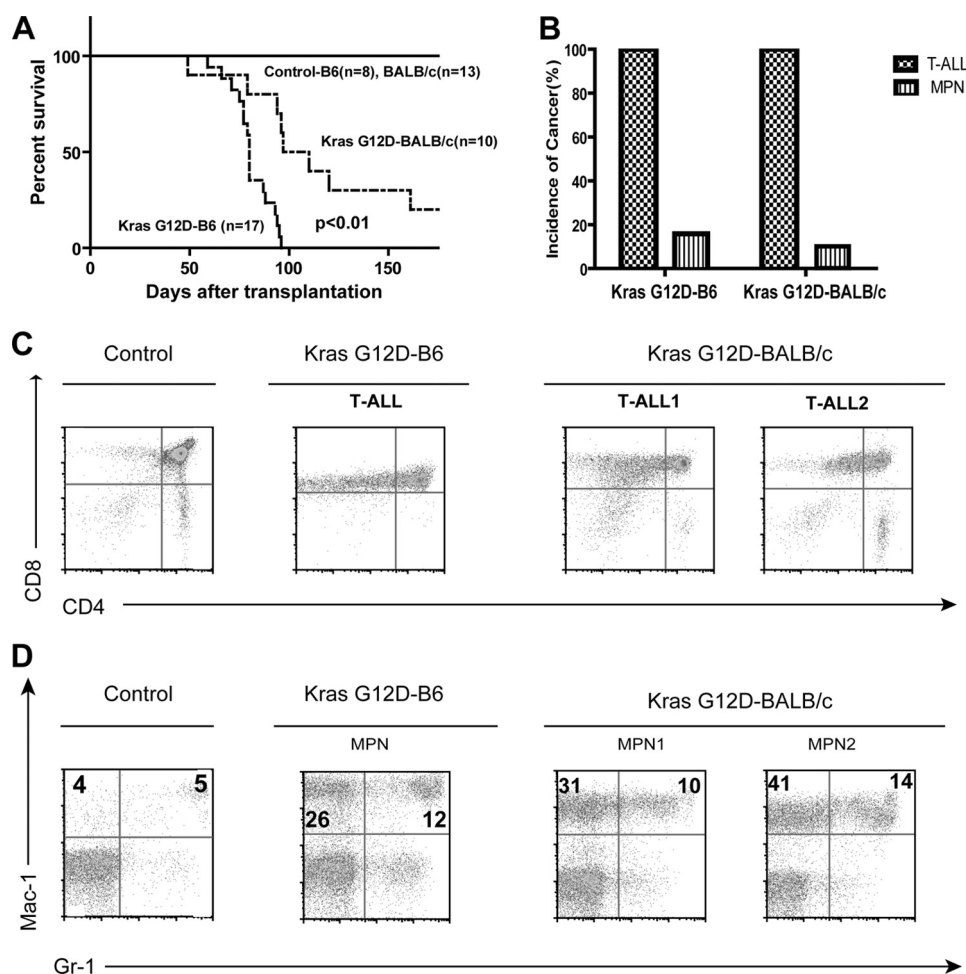 A
Percent survival
100
50
0
Control-B6(n=8), BALB/c(n=13)
Kras G12D-BALB/c(n=10)
Kras G12D-B6 (n=17)
p<0.01
0 50 100 150
Days after transplantation
B
Incidence of Cancer(%)
100
80
60
40
20
0
T-ALL
MPN
Kras G12D-B6 Kras G12D-BALB/c
C
Control Kras G12D-B6 Kras G12D-BALB/c
T-ALL T-ALL1 T-ALL2
CD8
CD4
D
Control Kras G12D-B6 Kras G12D-BALB/c
MPN MPN1 MPN2
4 5 26 12 31 10 41 14
Mac-1
Gr-1